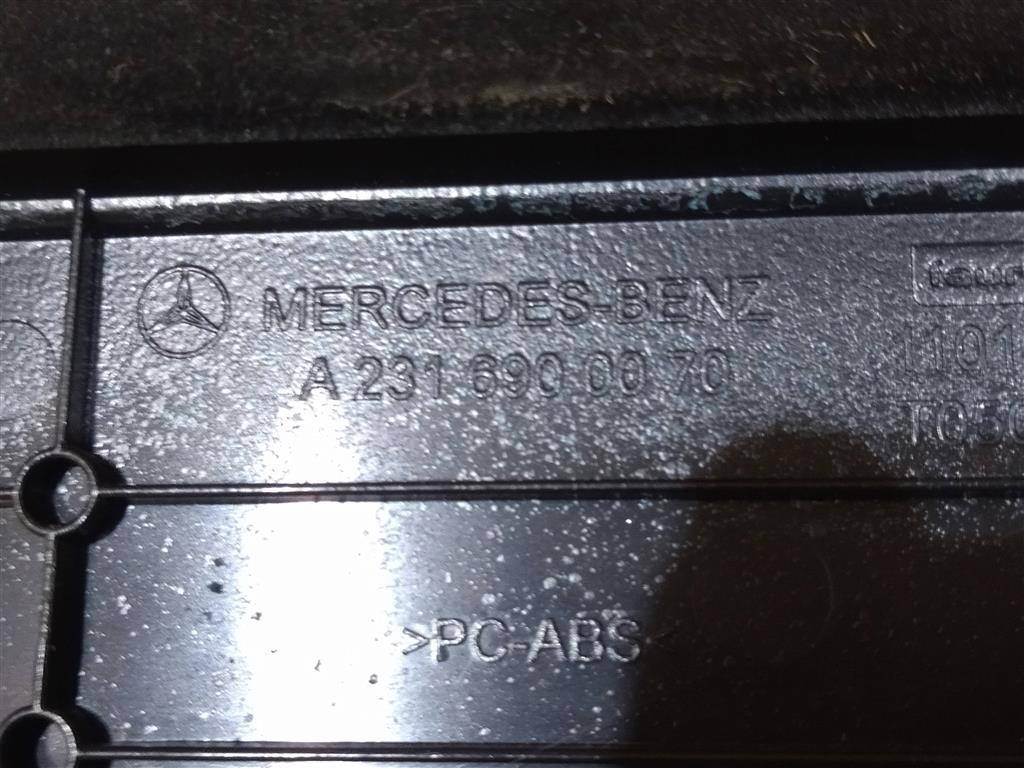 MERCEDES-BENZ
A 231 690 00 70
>PC-ABS<